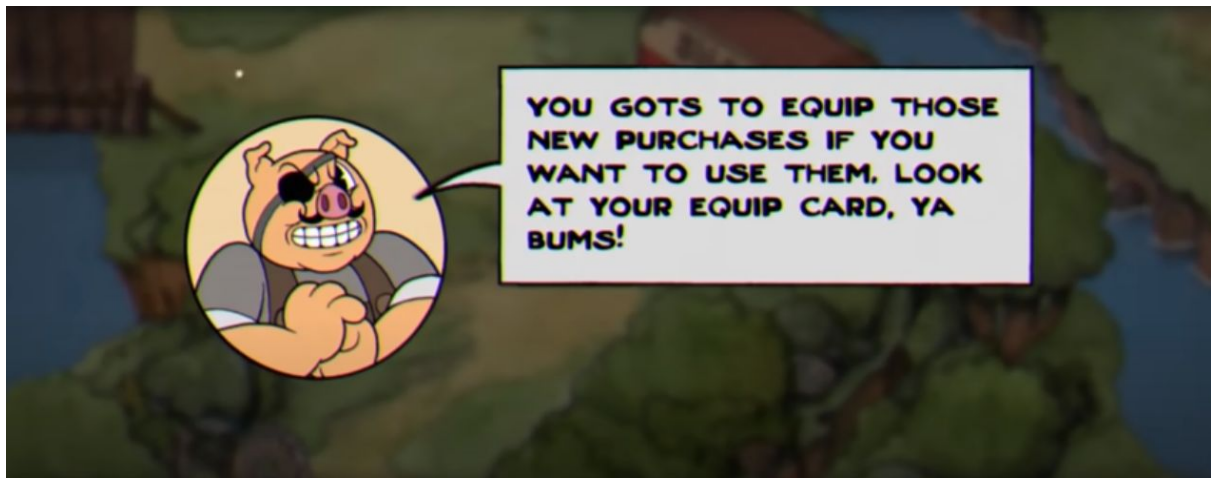 YOU GOTS TO EQUIP THOSE
NEW PURCHASES IF YOU
WANT TO USE THEM. LOOK
AT YOUR EQUIP CARD, YA
BUMS!